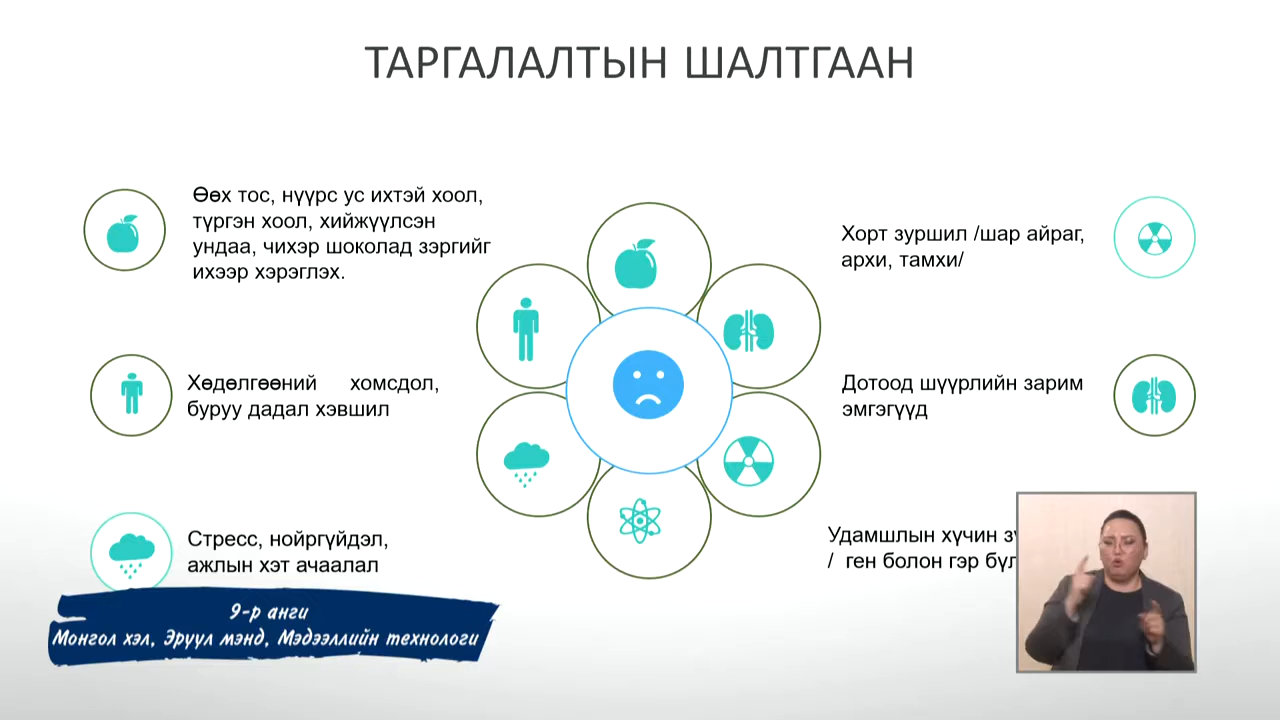 ТАРГАЛАЛТЫН ШАЛТГААН
Өөх тос, нүүрс ус ихтэй хоол,
түргэн хоол, хийжүүлсэн
ундаа, чихэр шоколад зэргийг
ихээр хэрэглэх.
Хөдөлгөөний хомсдол,
буруу дадал хэвшил
Стресс, нойргүйдэл,
ажлын хэт ачаалал
Хорт зуршил /шар айраг,
архи, тамхи/
Дотоод шүүрлийн зарим
эмгэгүүд
Удамшлын хүчин
/ ген болон гэр
9-р анги
Монгол хэл, Эрүүл мэнд, Мэдээллийн технологи